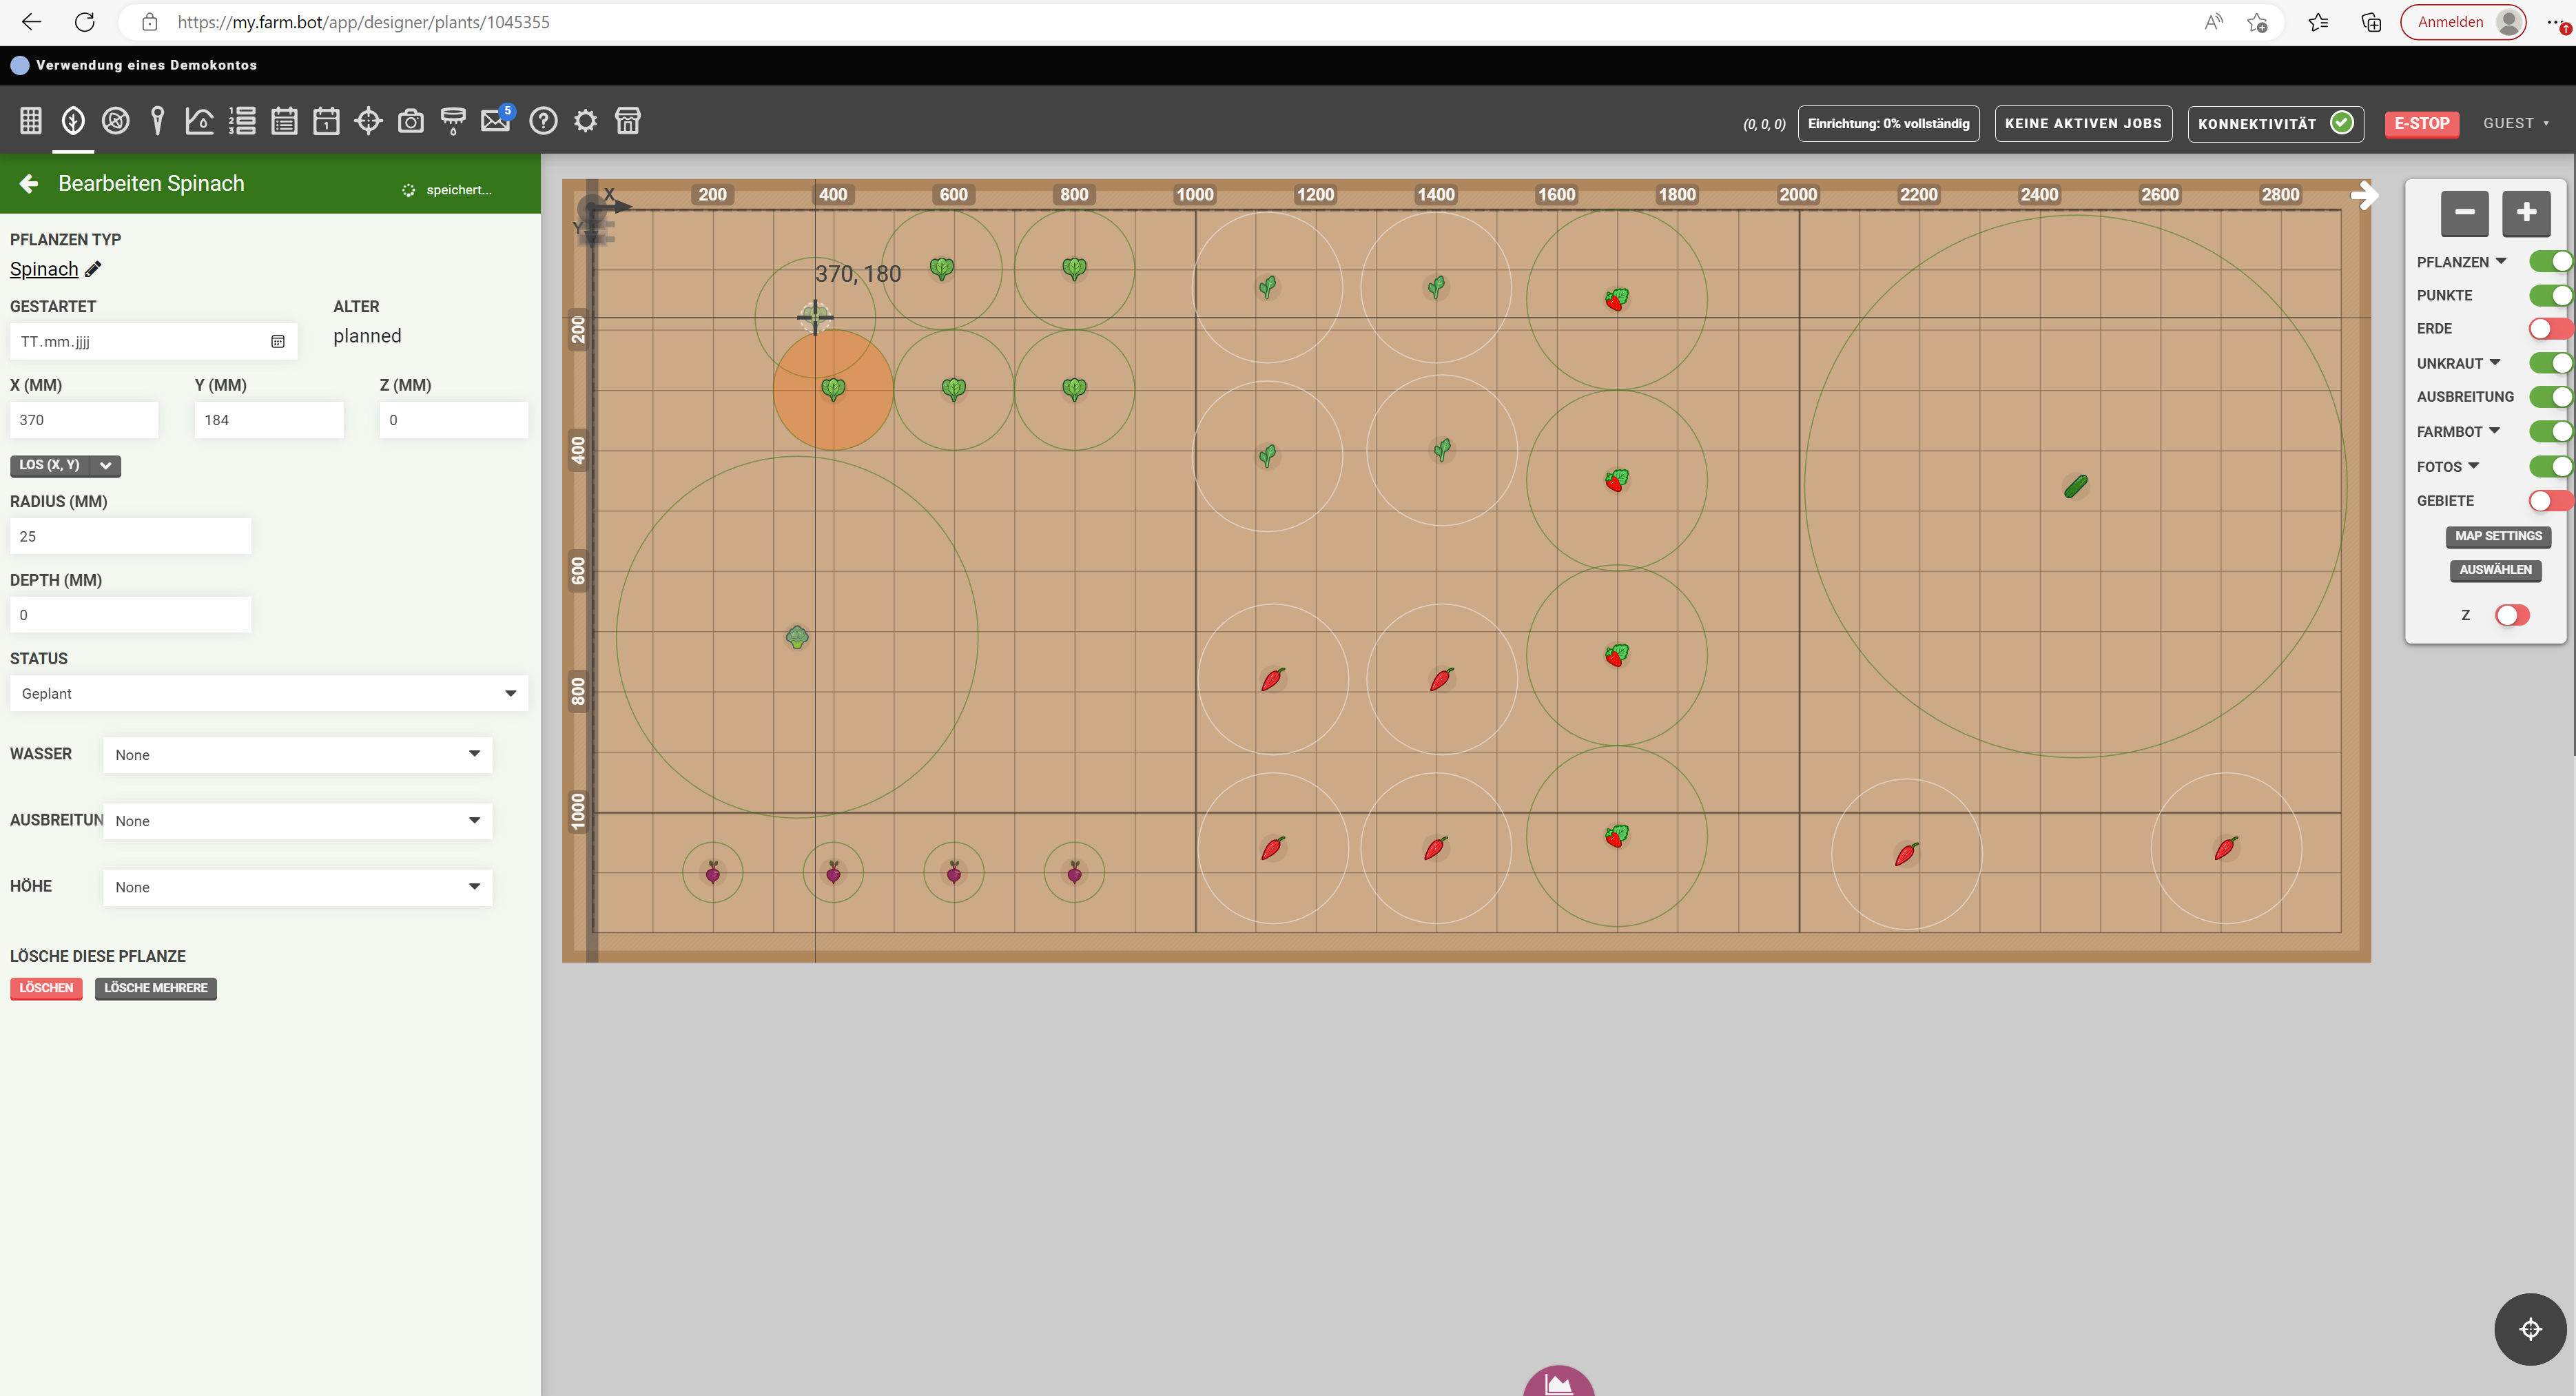 https://my.farm.bot/app/designer/plants/1045355
Anmelden
Verwendung eines Demokontos
5
(0, 0, 0)
Einrichtung: 0% vollständig
KEINE AKTIVEN JOBS
KONNEKTIVITÄT
E-STOP
GUEST
Bearbeiten Spinach
speichert...
PFLANZEN TYP
Spinach
GESTARTET
ALTER
TT.mm.jjjj
planned
X (MM)
Y (MM)
Z (MM)
370
184
0
LOS (X, Y)
RADIUS (MM)
25
DEPTH (MM)
0
STATUS
Geplant
WASSER
None
AUSBREITUN
None
HÖHE
None
LÖSCHE DIESE PFLANZE
LÖSCHEN
LÖSCHE MEHRERE
X
200 400 600 800 1000 1200 1400 1600 1800 2000 2200 2400 2600 2800
Y
370, 180
200
400
600
800
1000
PFLANZEN
PUNKTE
ERDE
UNKRAUT
AUSBREITUNG
FARMBOT
FOTOS
GEBIETE
MAP SETTINGS
AUSWÄHLEN
Z